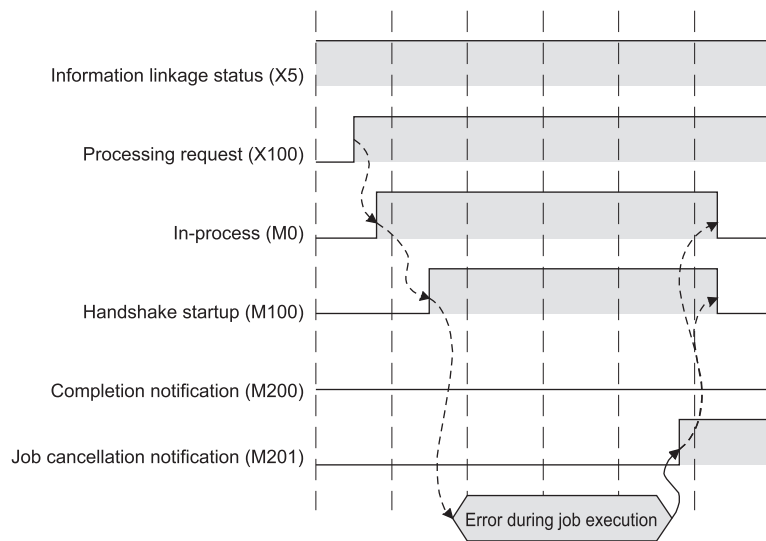 Information linkage status (X5)
Processing request (X100)
In-process (M0)
Handshake startup (M100)
Completion notification (M200)
Job cancellation notification (M201)
Error during job execution